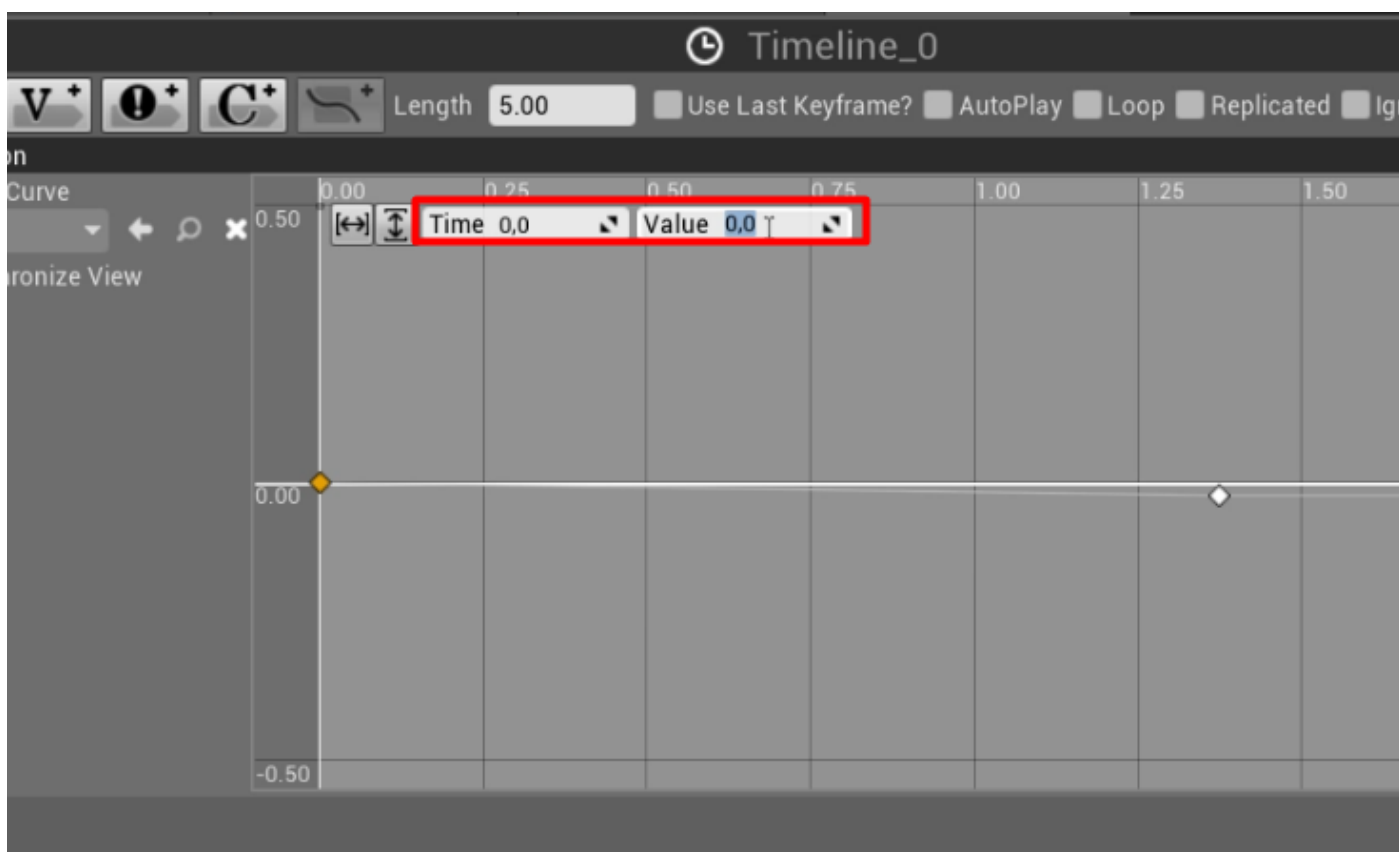 Timeline_0
V+ !+ C+ + Length 5.00 Use Last Keyframe? AutoPlay Loop Replicated Ig
on
Curve 0.00 0.25 0.50 0.75 1.00 1.25 1.50
0.50 Time 0,0 Value 0,0
ronize View
0.00
-0.50